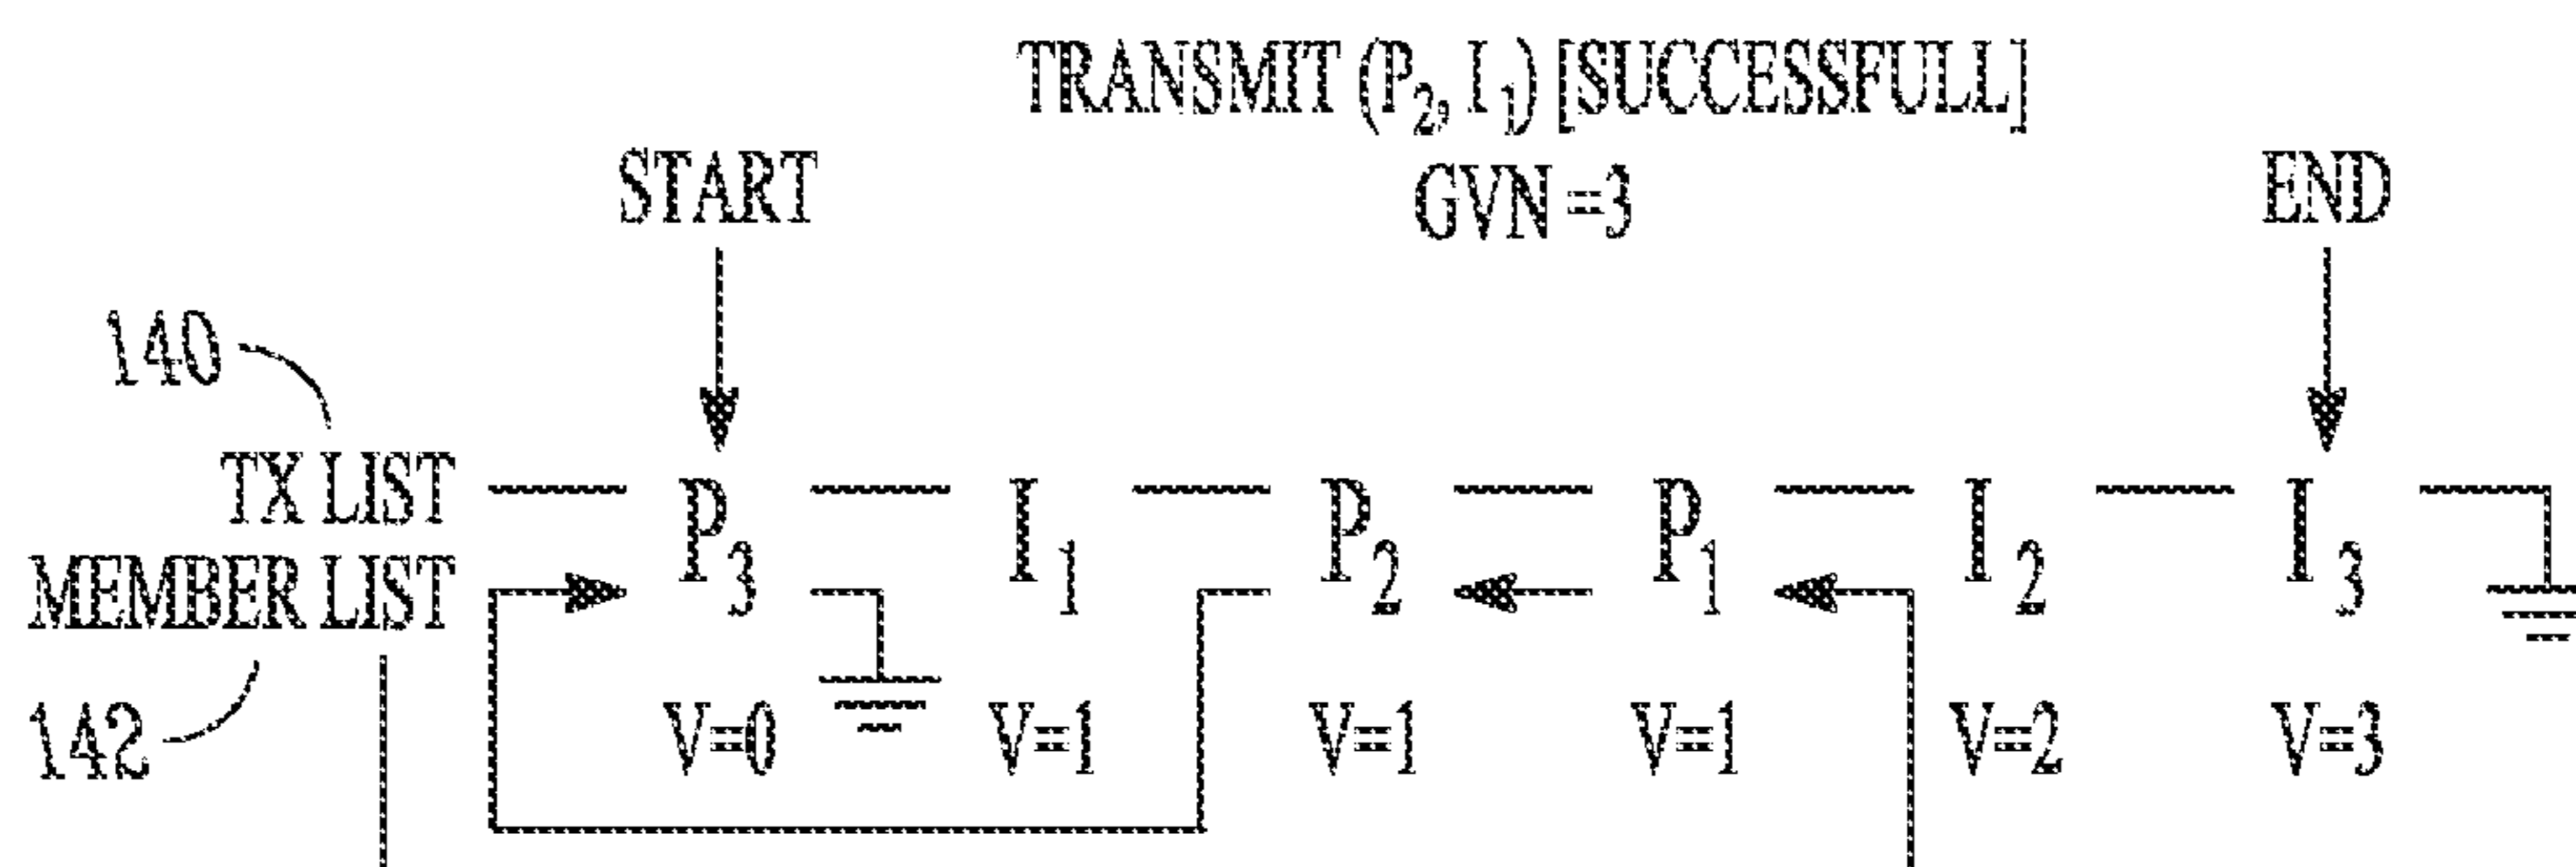 TRANSMIT (P2, I1) [SUCCESSFULL]
START
GVN =3
END
140
TX LIST P3 I1 P2 P1 I2 I3
MEMBER LIST
142
V=0 V=1 V=1 V=1 V=2 V=3